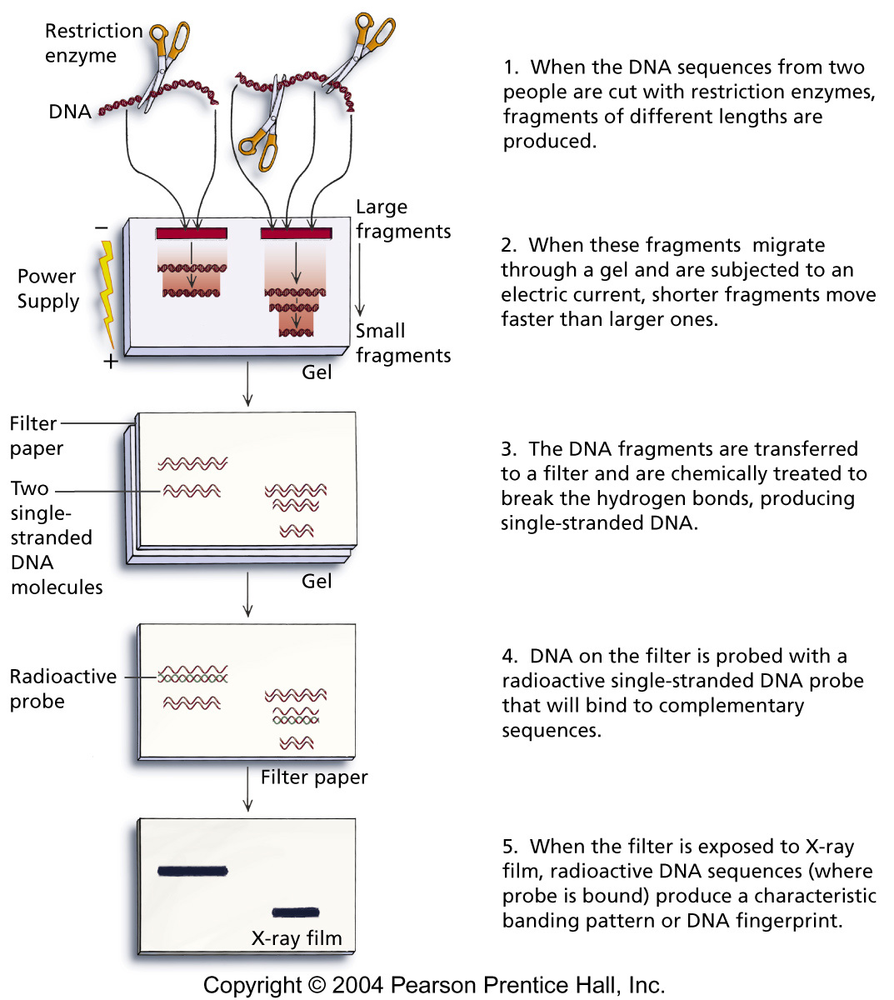 Restriction
enzyme
DNA
1. When the DNA sequences from two
people are cut with restriction enzymes,
fragments of different lengths are
produced.
Large
fragments
−
Power
Supply
+
Small
fragments
Gel
2. When these fragments migrate
through a gel and are subjected to an
electric current, shorter fragments move
faster than larger ones.
Filter
paper
Two
single-
stranded
DNA
molecules
Gel
3. The DNA fragments are transferred
to a filter and are chemically treated to
break the hydrogen bonds, producing
single-stranded DNA.
Radioactive
probe
Filter paper
4. DNA on the filter is probed with a
radioactive single-stranded DNA probe
that will bind to complementary
sequences.
X-ray film
5. When the filter is exposed to X-ray
film, radioactive DNA sequences (where
probe is bound) produce a characteristic
banding pattern or DNA fingerprint.
Copyright © 2004 Pearson Prentice Hall, Inc.